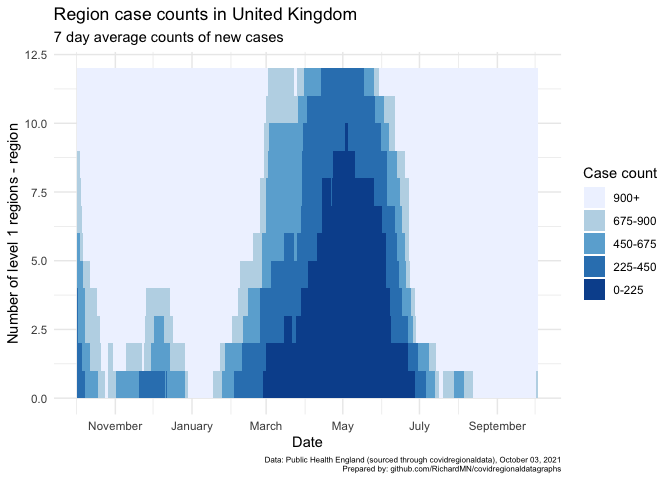 Region case counts in United Kingdom
7 day average counts of new cases
12.5
10.0
7.5
5.0
2.5
0.0
Number of level 1 regions - region
November January March May July September
Date
Case count
900+
675-900
450-675
225-450
0-225
Data: Public Health England (sourced through covidregionaldata), October 03, 2021
Prepared by: github.com/RichardMN/covidregionaldatagraphs